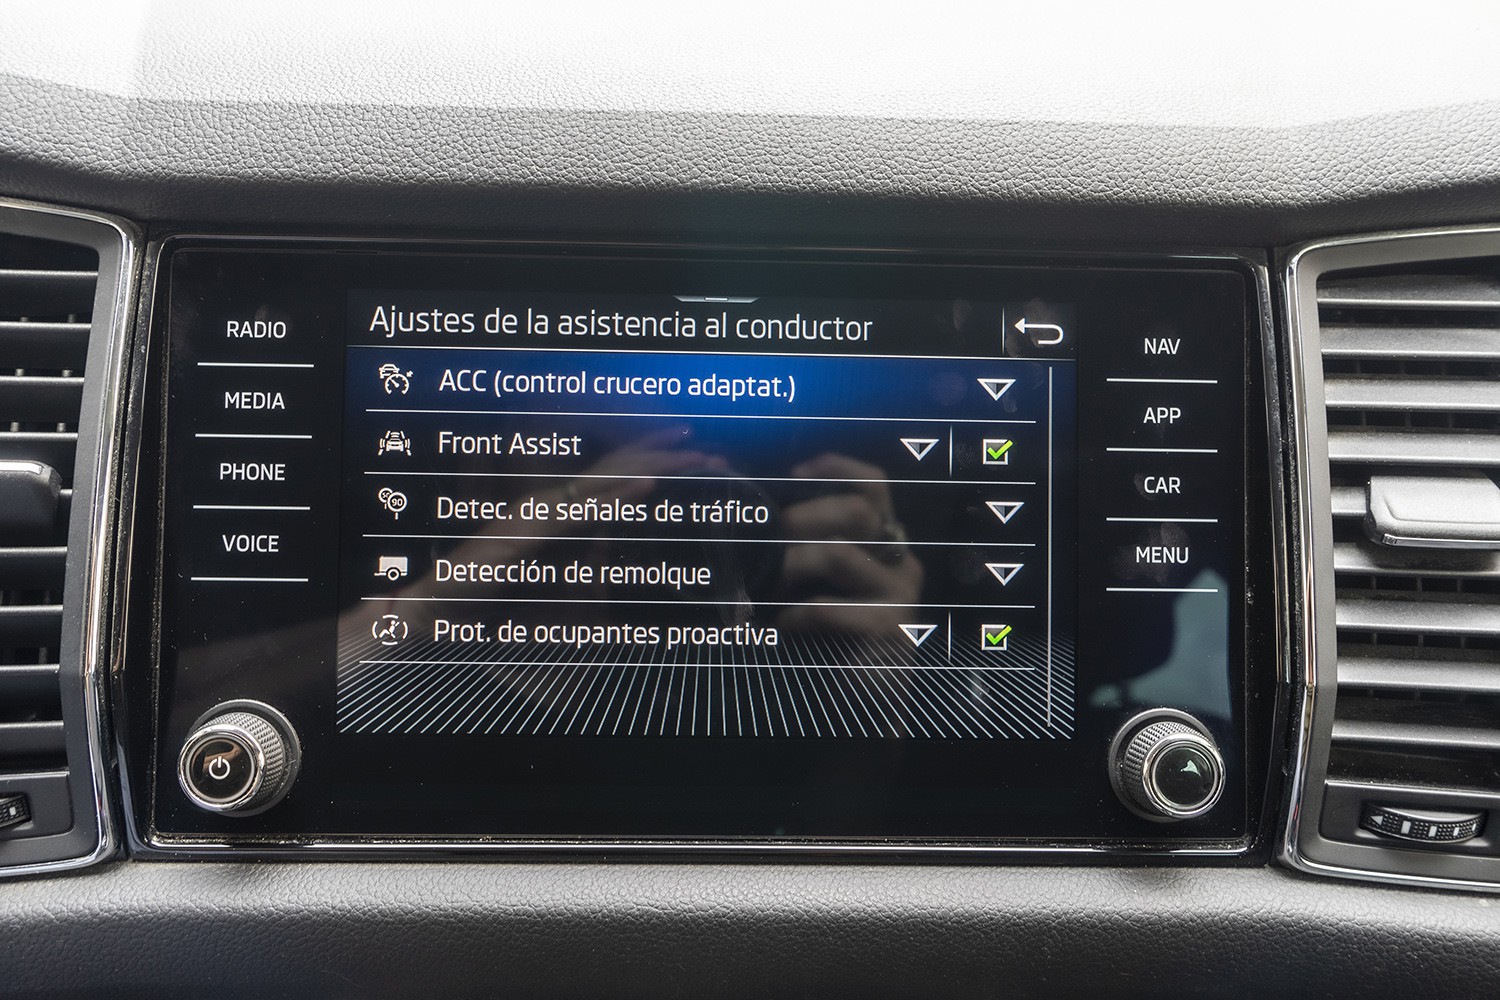 RADIO
MEDIA
PHONE
VOICE
Ajustes de la asistencia al conductor
ACC (control crucero adaptat.)
Front Assist
Detec. de señales de tráfico
90
Detección de remolque
Prot. de ocupantes proactiva
NAV
APP
CAR
MENU